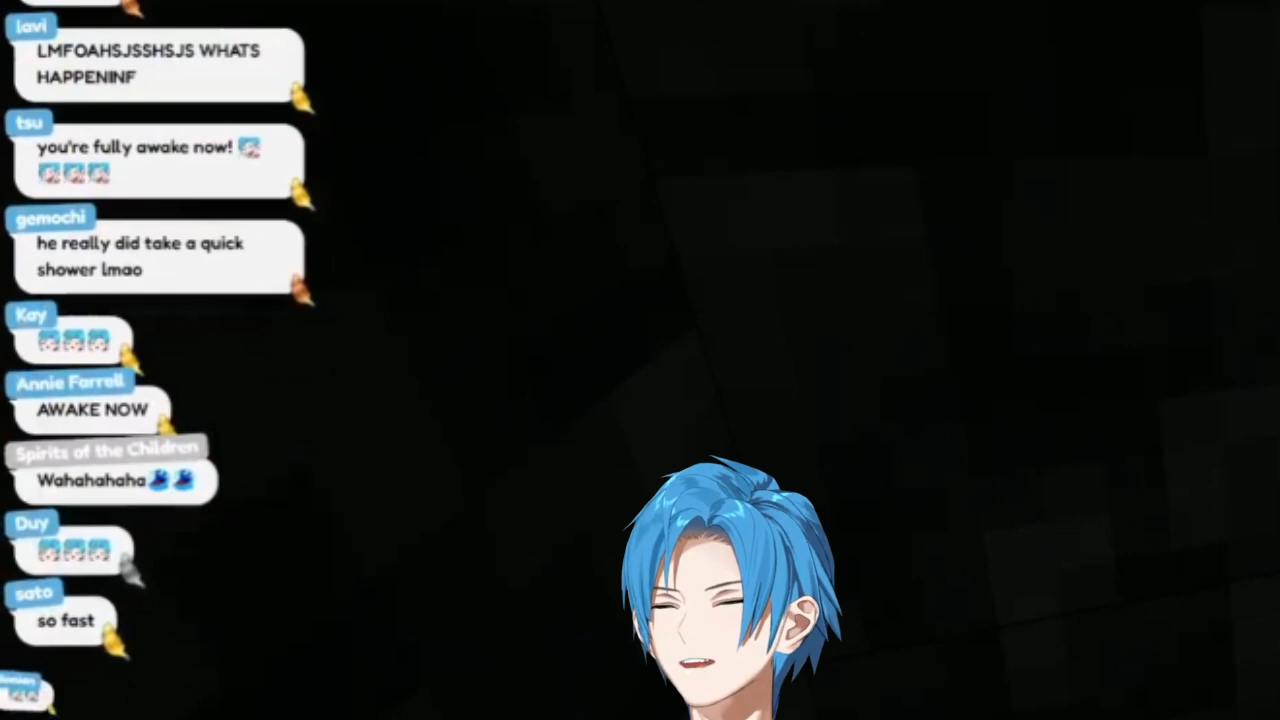 lavi
LMFOAHSJSSHSJS WHATS
HAPPENINF
tsu
you're fully awake now!
gemochi
he really did take a quick
shower lmao
Kay
Annie Farrell
AWAKE NOW
Spirits of the Children
Wahahahaha
Duy
sato
so fast